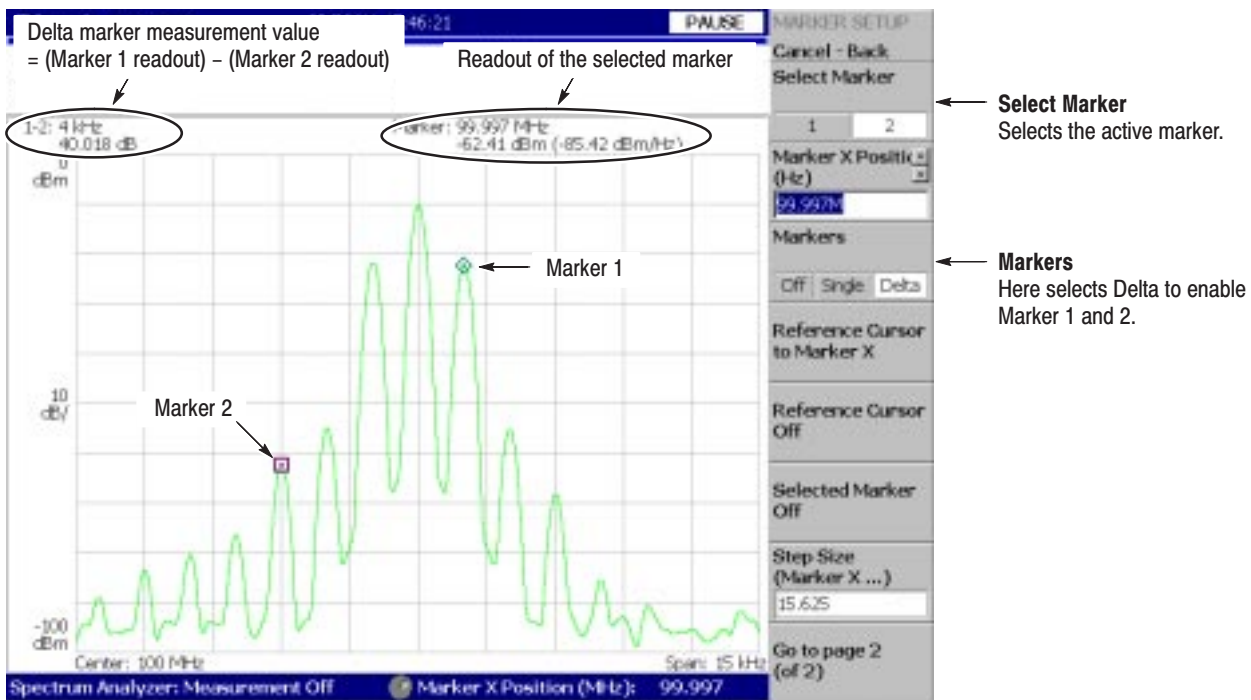 Delta marker measurement value
= (Marker 1 readout) – (Marker 2 readout)
Readout of the selected marker
46:21
PAUSE
1-2: 4 kHz
40.018 dB
Marker: 99.997 MHz
-62.41 dBm (-85.42 dBm/Hz)
0
dBm
10
dB/
-100
dBm
Marker 1
Marker 2
Center: 100 MHz
Span: 15 kHz
Spectrum Analyzer: Measurement Off
Marker X Position (MHz): 99.997
MARKER SETUP
Cancel - Back
Select Marker
1 2
Marker X Positic
(Hz)
99.997M
Markers
Off Single Delta
Reference Cursor
to Marker X
Reference Cursor
Off
Selected Marker
Off
Step Size
(Marker X ...)
15.625
Go to page 2
(of 2)
Select Marker
Selects the active marker.
Markers
Here selects Delta to enable
Marker 1 and 2.